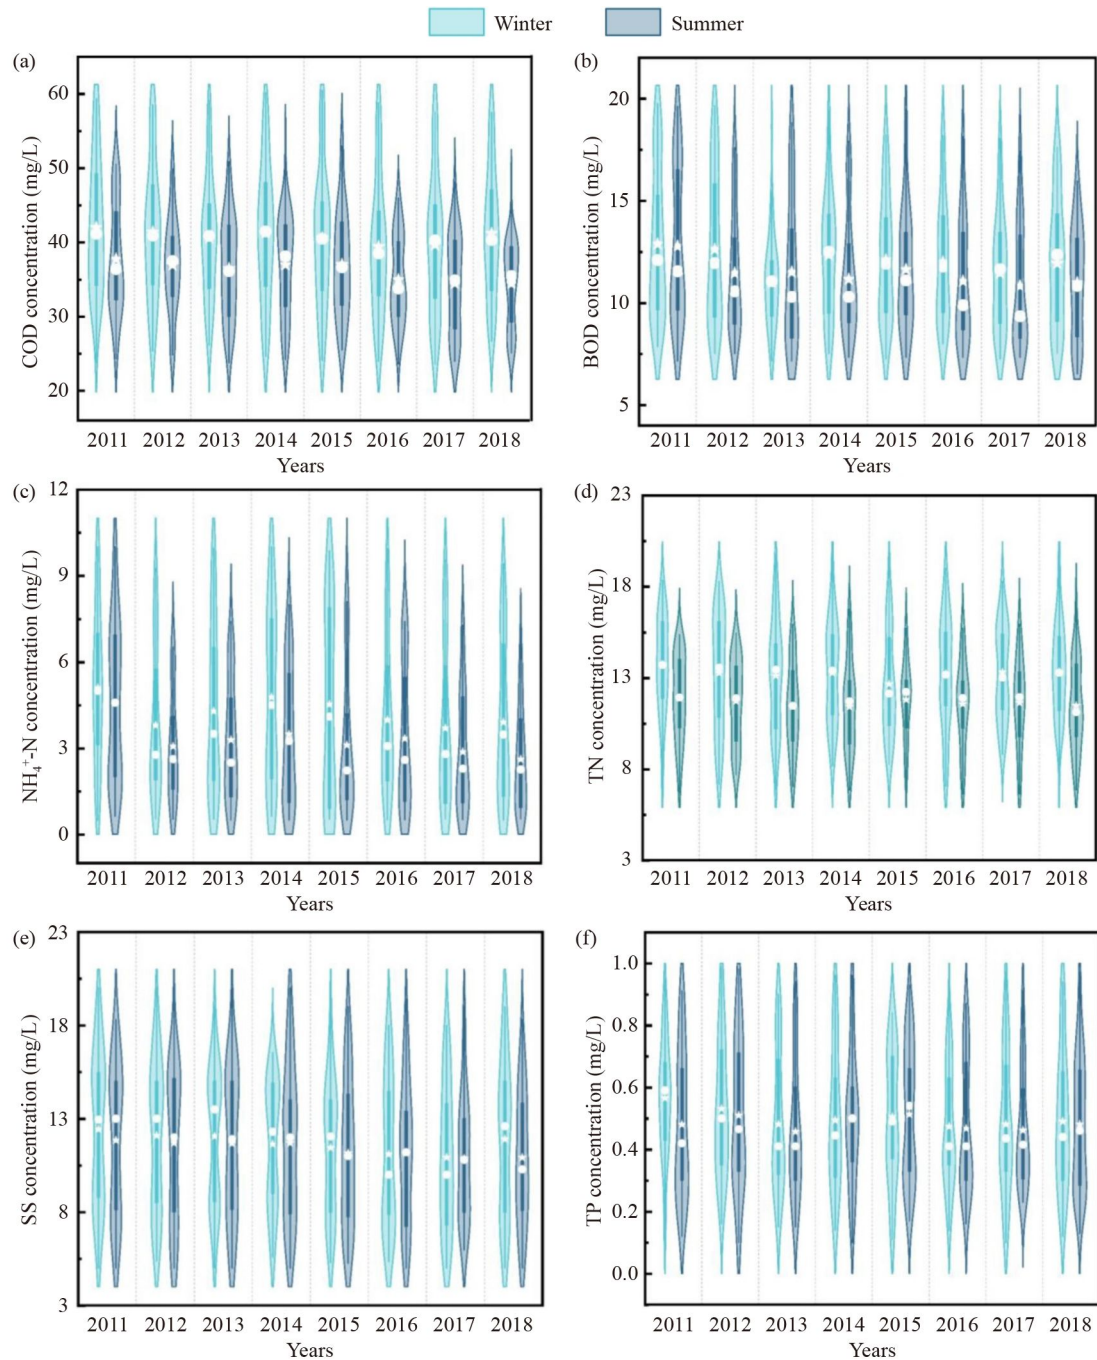 Winter Summer
(a) (b)
COD concentration (mg/L)
60
50
40
30
20
2011 2012 2013 2014 2015 2016 2017 2018
Years
BOD concentration (mg/L)
20
15
10
5
2011 2012 2013 2014 2015 2016 2017 2018
Years
(c) (d)
NH₄⁺-N concentration (mg/L)
12
9
6
3
0
2011 2012 2013 2014 2015 2016 2017 2018
Years
TN concentration (mg/L)
23
18
13
8
3
2011 2012 2013 2014 2015 2016 2017 2018
Years
(e) (f)
SS concentration (mg/L)
23
18
13
8
3
2011 2012 2013 2014 2015 2016 2017 2018
Years
TP concentration (mg/L)
1.0
0.8
0.6
0.4
0.2
0.0
2011 2012 2013 2014 2015 2016 2017 2018
Years